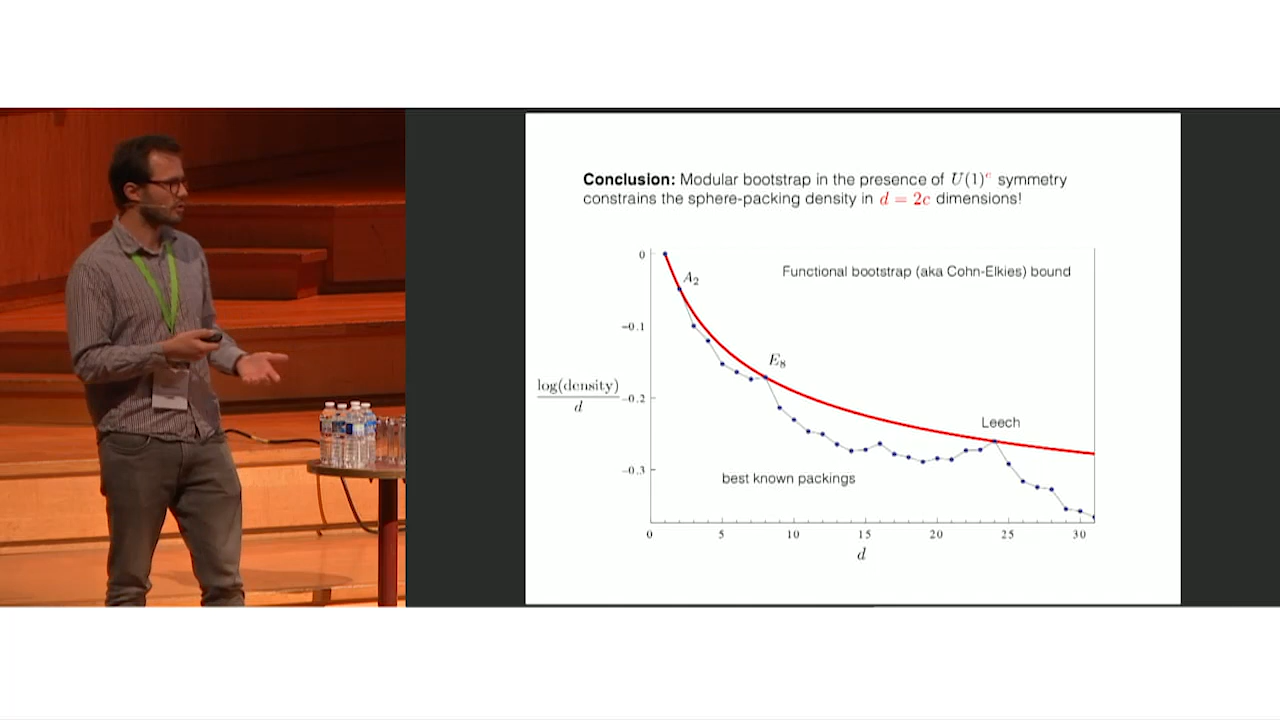 Conclusion: Modular bootstrap in the presence of U(1)^c symmetry
constrains the sphere-packing density in d = 2c dimensions!
Functional bootstrap (aka Cohn-Elkies) bound
A_2
E_8
Leech
best known packings
log(density)
d
0
−0.1
−0.2
−0.3
0 5 10 15 20 25 30
d